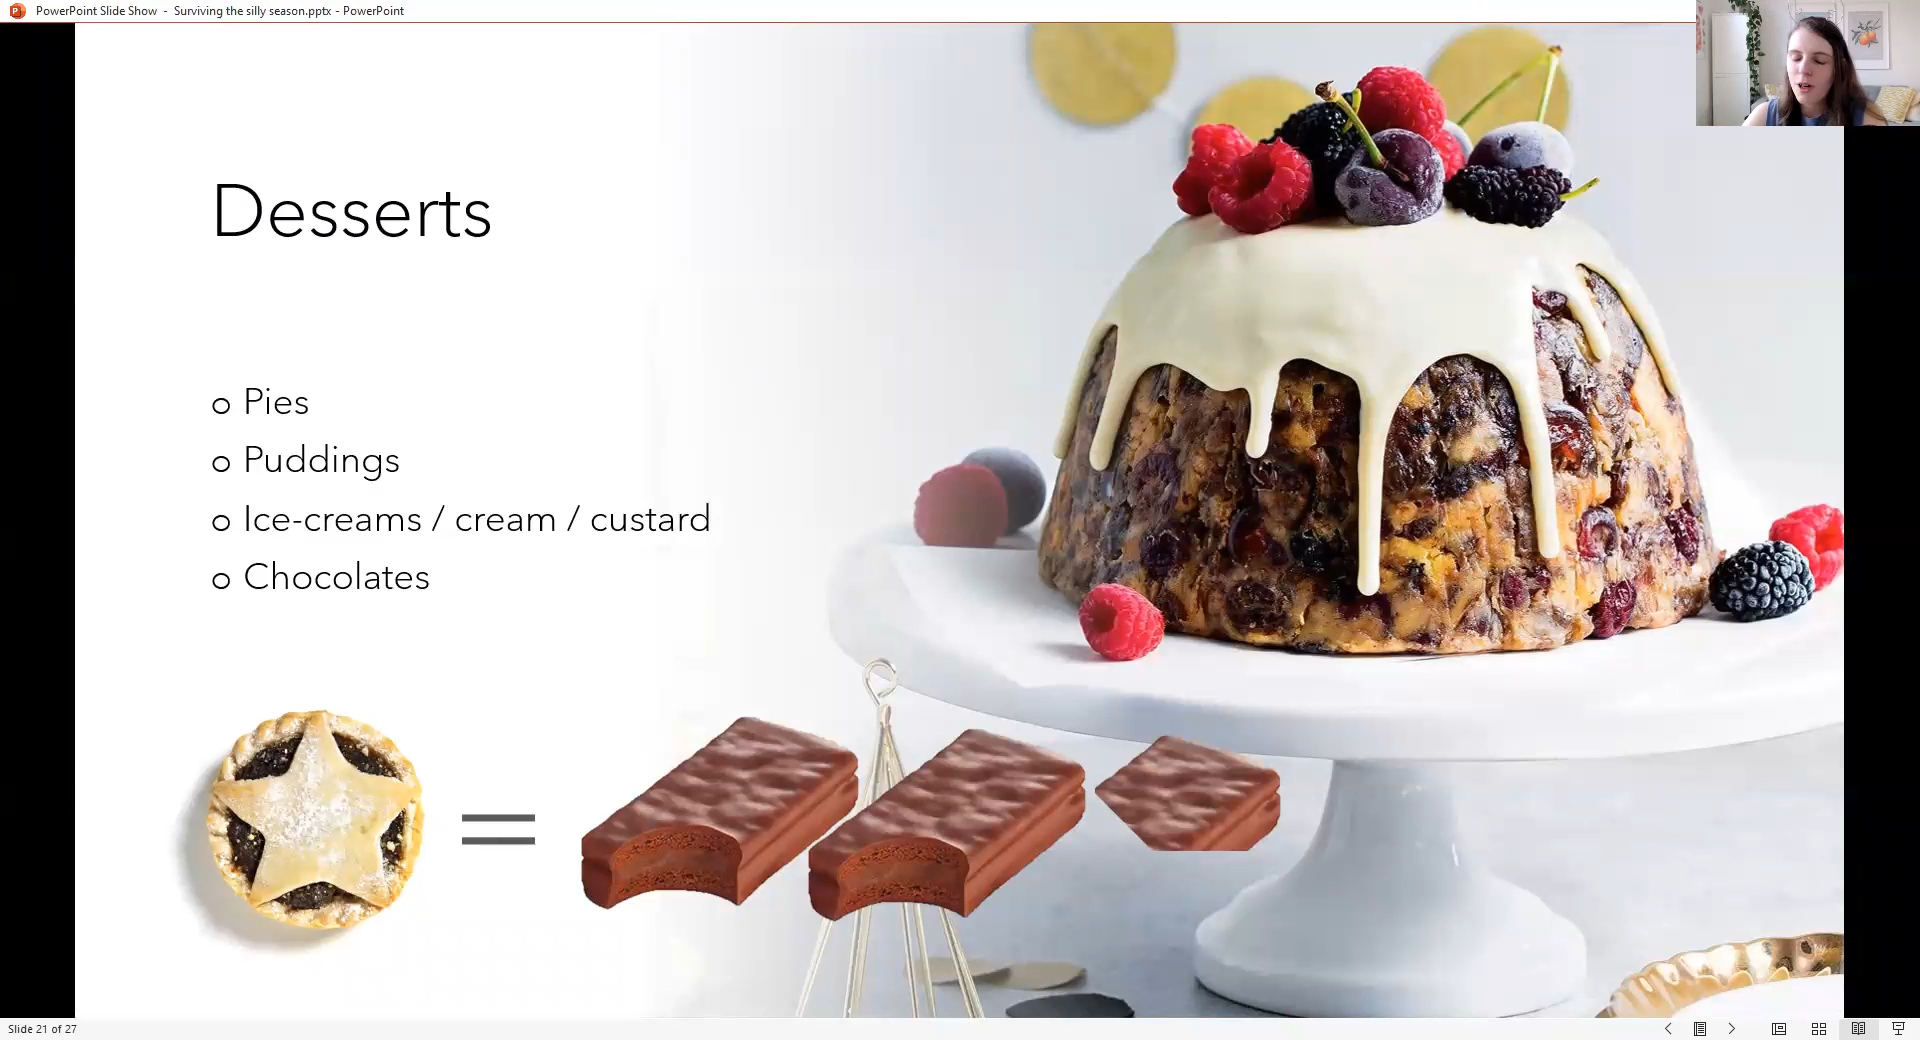 PowerPoint Slide Show - Surviving the silly season.pptx - PowerPoint
Desserts
o Pies
o Puddings
o Ice-creams / cream / custard
o Chocolates
Slide 21 of 27